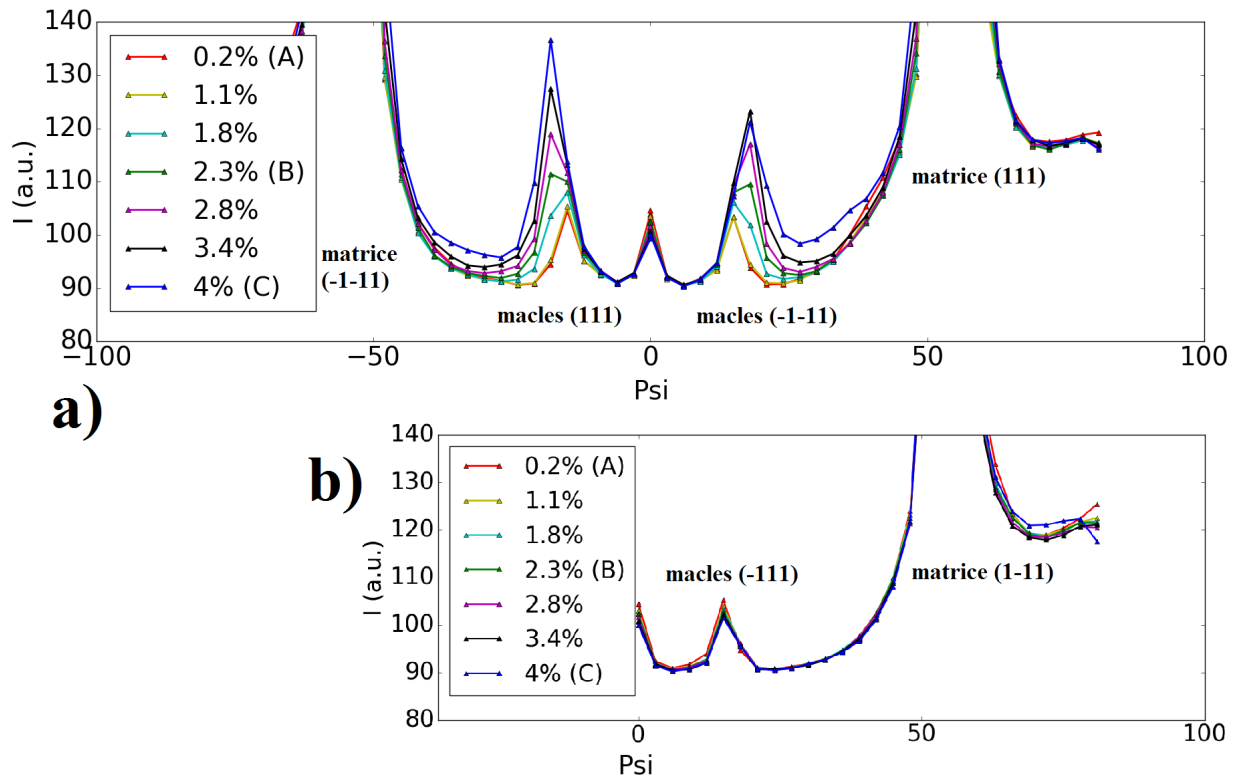 140
130
120
110
100
90
80
I (a.u.)
0.2% (A)
1.1%
1.8%
2.3% (B)
2.8%
3.4%
4% (C)
matrice
(-1-11)
macles (111)
macles (-1-11)
matrice (111)
−100
−50
0
50
100
Psi
a)
b)
140
130
120
110
100
90
80
I (a.u.)
0.2% (A)
1.1%
1.8%
2.3% (B)
2.8%
3.4%
4% (C)
macles (-111)
matrice (1-11)
0
50
100
Psi